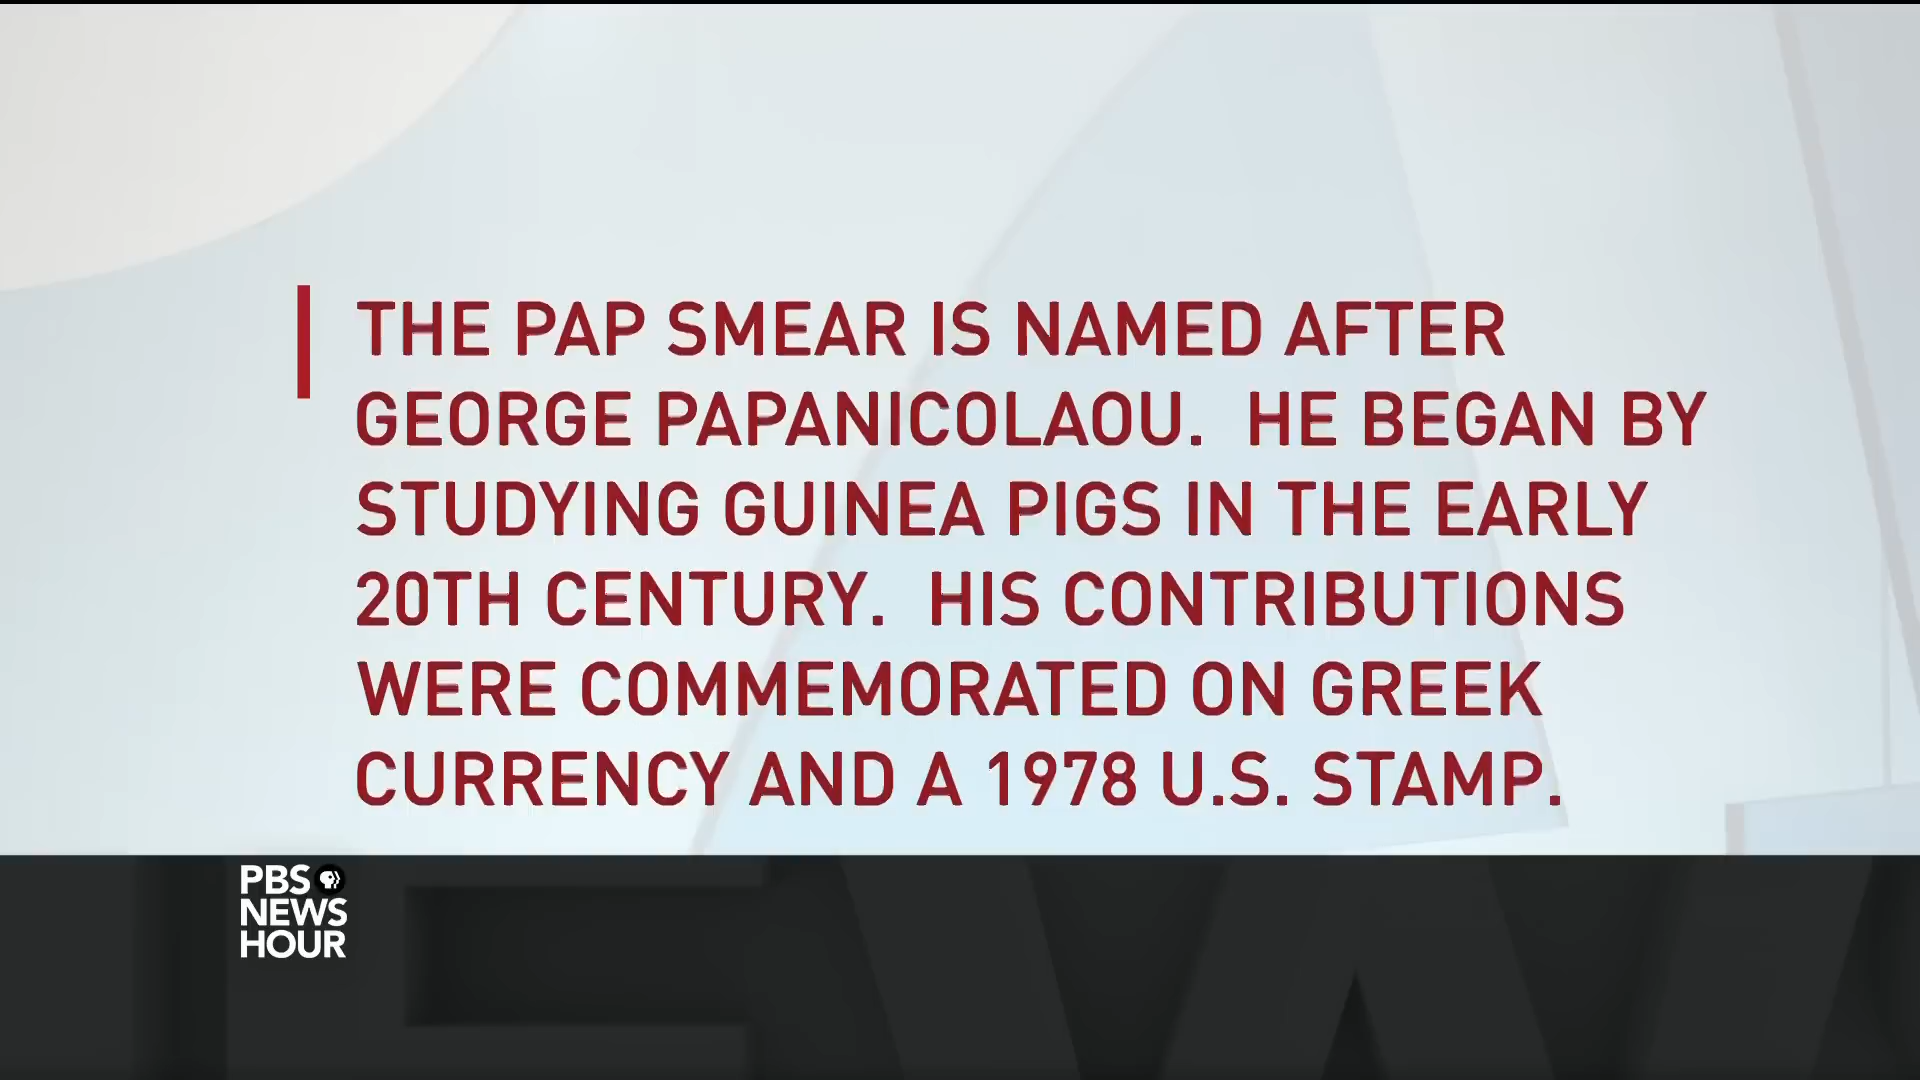 THE PAP SMEAR IS NAMED AFTER
GEORGE PAPANICOLAOU. HE BEGAN BY
STUDYING GUINEA PIGS IN THE EARLY
20TH CENTURY. HIS CONTRIBUTIONS
WERE COMMEMORATED ON GREEK
CURRENCY AND A 1978 U.S. STAMP.
PBS
NEWS
HOUR